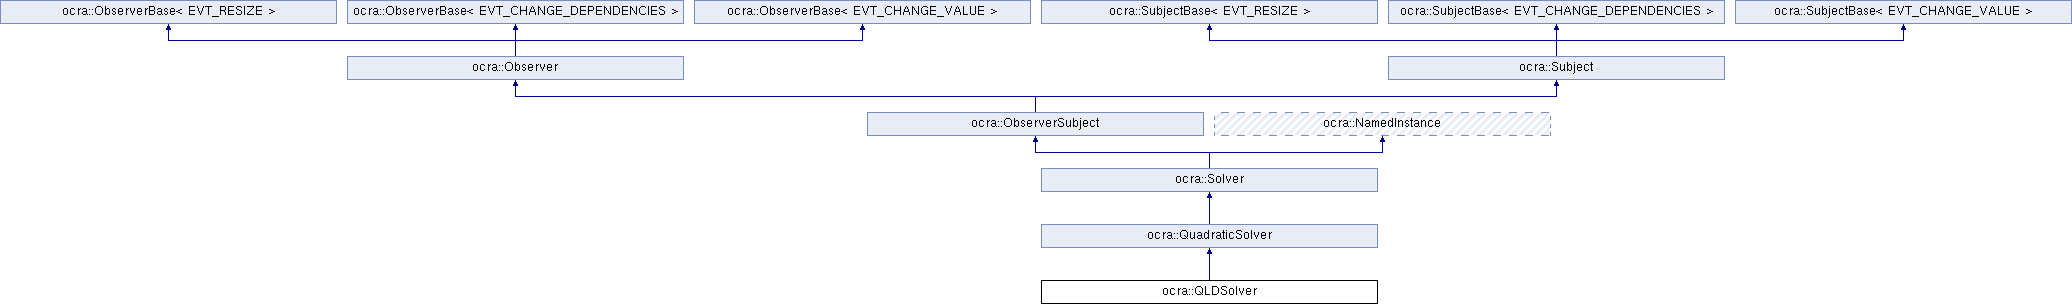 ocra::ObserverBase< EVT_RESIZE >
ocra::ObserverBase< EVT_CHANGE_DEPENDENCIES >
ocra::ObserverBase< EVT_CHANGE_VALUE >
ocra::SubjectBase< EVT_RESIZE >
ocra::SubjectBase< EVT_CHANGE_DEPENDENCIES >
ocra::SubjectBase< EVT_CHANGE_VALUE >
ocra::Observer
ocra::Subject
ocra::ObserverSubject
ocra::NamedInstance
ocra::Solver
ocra::QuadraticSolver
ocra::QLDSolver